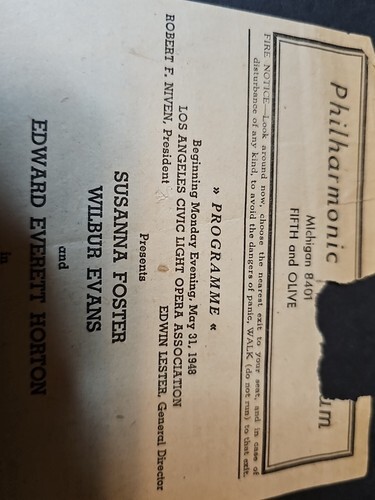 Philharmonic um
MIchigan 8401
FIFTH and OLIVE
FIRE NOTICE—Look around now, choose the nearest exit to your seat, and in case of
disturbance of any kind, to avoid the dangers of panic, WALK (do not run) to that exit.
» PROGRAMME «
Beginning Monday Evening, May 31, 1948
LOS ANGELES CIVIC LIGHT OPERA ASSOCIATION
ROBERT F. NIVEN, President EDWIN LESTER, General Director
Presents
SUSANNA FOSTER
WILBUR EVANS
and
EDWARD EVERETT HORTON
in